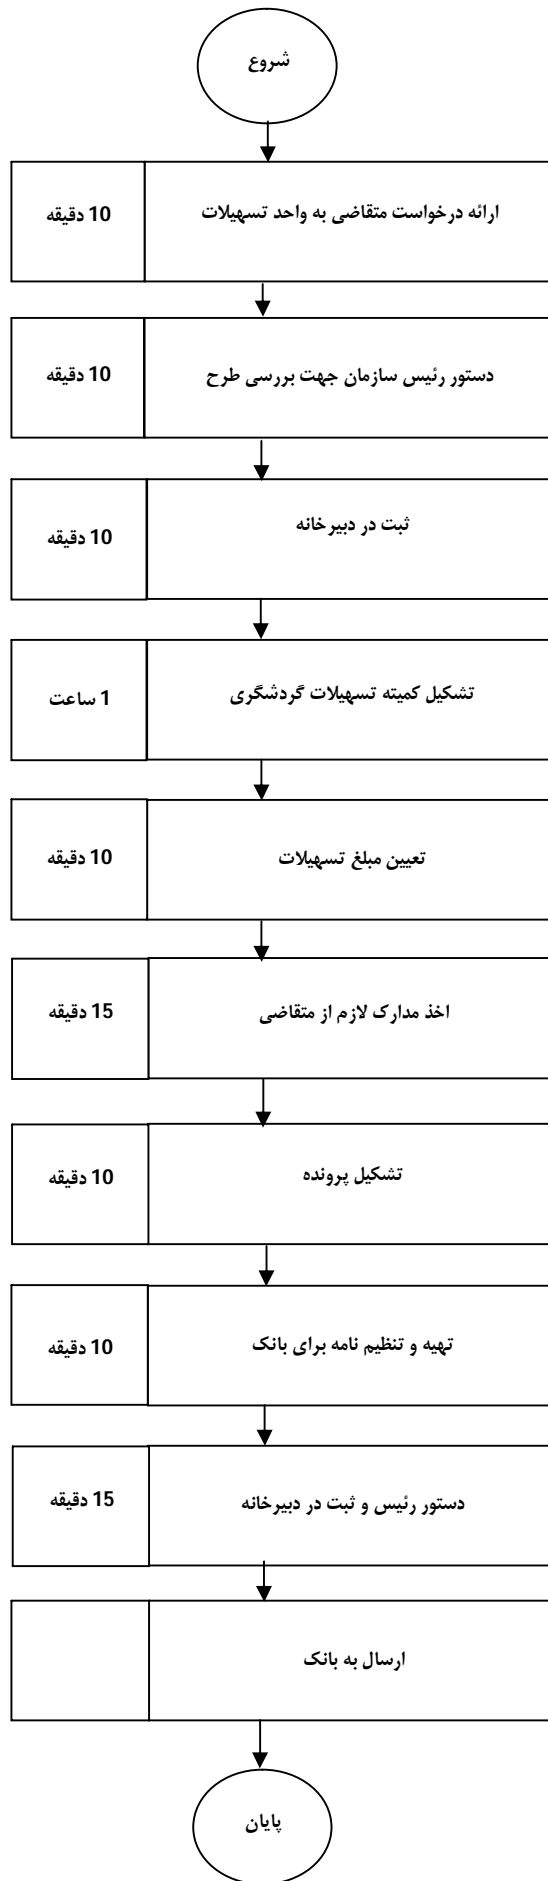 شروع
ارائه درخواست متقاضی به واحد تسهیلات
10 دقیقه
دستور رئیس سازمان جهت بررسی طرح
10 دقیقه
ثبت در دبیرخانه
10 دقیقه
تشکیل کمیته تسهیلات گردشگری
1 ساعت
تعیین مبلغ تسهیلات
10 دقیقه
اخذ مدارک لازم از متقاضی
15 دقیقه
تشکیل پرونده
10 دقیقه
تهیه و تنظیم نامه برای بانک
10 دقیقه
دستور رئیس و ثبت در دبیرخانه
15 دقیقه
ارسال به بانک
پایان